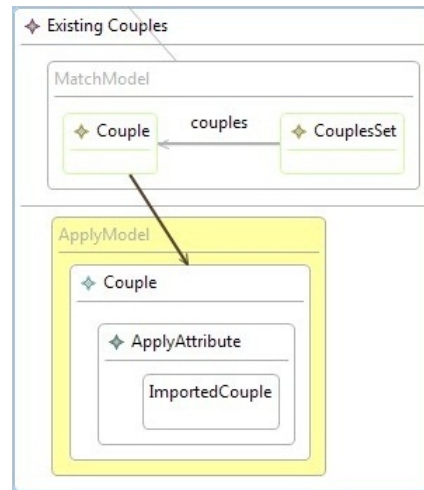 Existing Couples
MatchModel
Couple
couples
CouplesSet
ApplyModel
Couple
ApplyAttribute
ImportedCouple